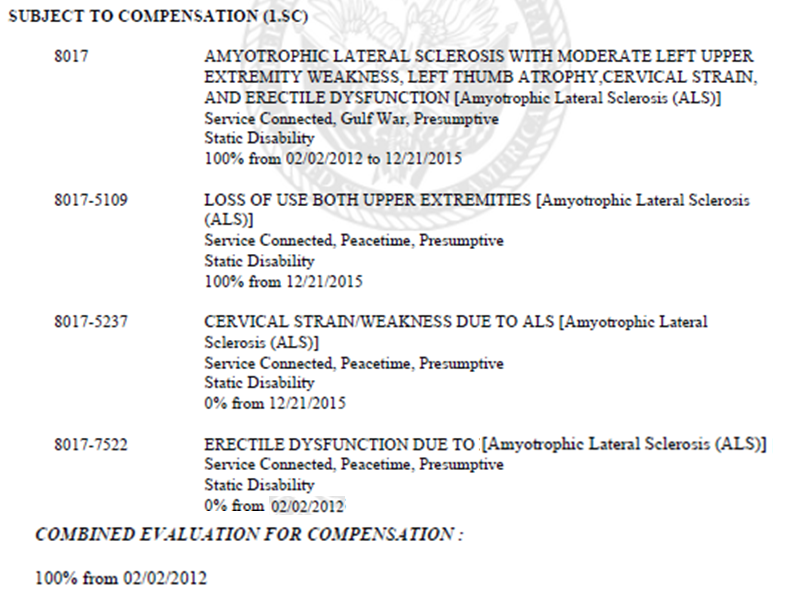 SUBJECT TO COMPENSATION (1.SC)
8017 AMYOTROPHIC LATERAL SCLEROSIS WITH MODERATE LEFT UPPER
EXTREMITY WEAKNESS, LEFT THUMB ATROPHY,CERVICAL STRAIN,
AND ERECTILE DYSFUNCTION [Amyotrophic Lateral Sclerosis (ALS)]
Service Connected, Gulf War, Presumptive
Static Disability
100% from 02/02/2012 to 12/21/2015
8017-5109 LOSS OF USE BOTH UPPER EXTREMITIES [Amyotrophic Lateral Sclerosis
(ALS)]
Service Connected, Peacetime, Presumptive
Static Disability
100% from 12/21/2015
8017-5237 CERVICAL STRAIN/WEAKNESS DUE TO ALS [Amyotrophic Lateral
Sclerosis (ALS)]
Service Connected, Peacetime, Presumptive
Static Disability
0% from 12/21/2015
8017-7522 ERECTILE DYSFUNCTION DUE TO [Amyotrophic Lateral Sclerosis (ALS)]
Service Connected, Peacetime, Presumptive
Static Disability
0% from 02/02/2012
COMBINED EVALUATION FOR COMPENSATION :
100% from 02/02/2012